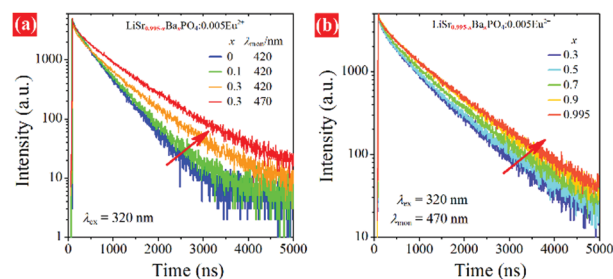 (a)
LiSr0.995-xBaxPO4:0.005Eu2+
x λmon/nm
0 420
0.1 420
0.3 420
0.3 470
λex = 320 nm
Intensity (a.u.)
1000
100
10
1
0 1000 2000 3000 4000 5000
Time (ns)
(b)
LiSr0.995-xBaxPO4:0.005Eu2+
x
0.3
0.5
0.7
0.9
0.995
λex = 320 nm
λmon = 470 nm
Intensity (a.u.)
1000
100
10
0 1000 2000 3000 4000 5000
Time (ns)